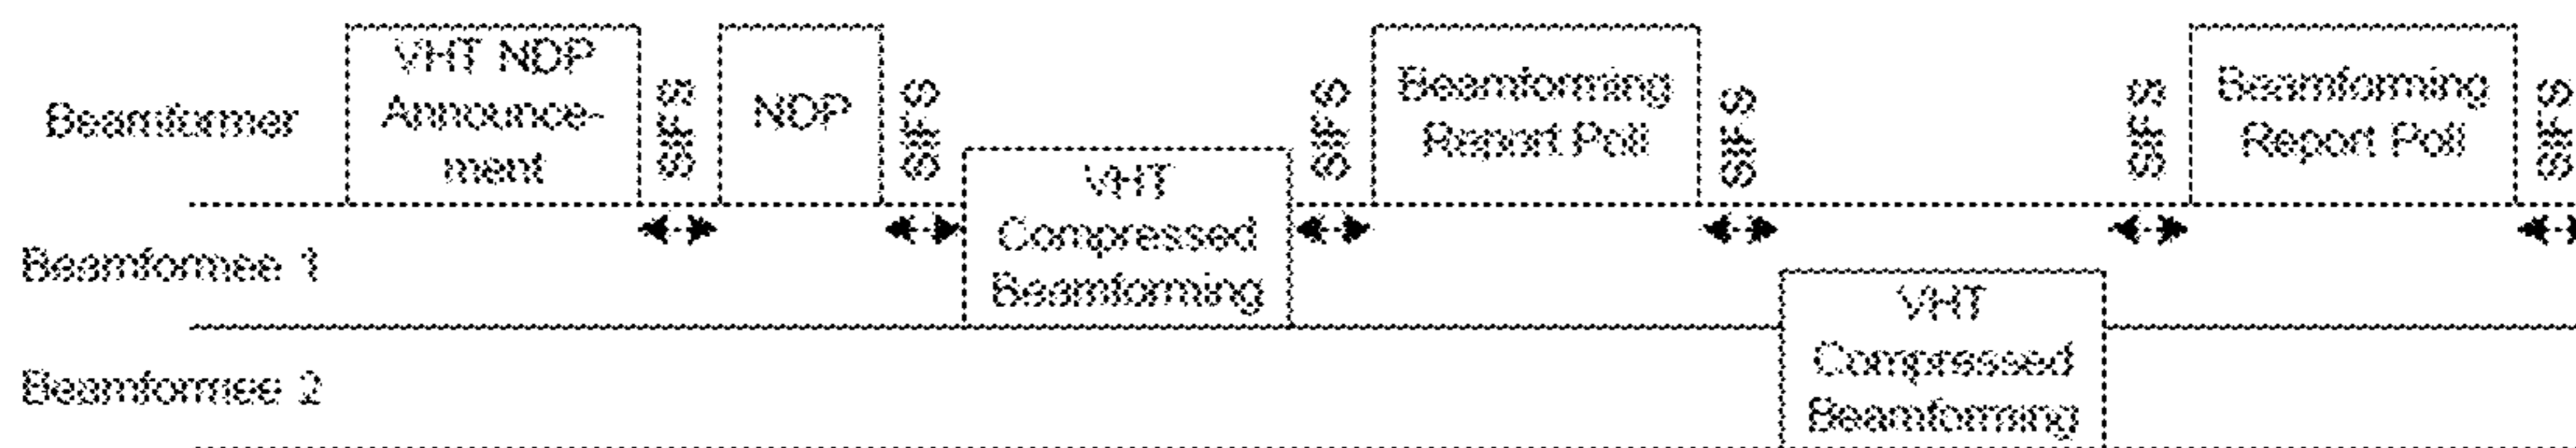 VHT NDP
Announce-
ment
SIFS
NDP
SIFS
SIFS
Beamforming
Report Poll
SIFS
SIFS
Beamforming
Report Poll
SIFS
Beamformer
VHT
Compressed
Beamforming
Beamformee 1
VHT
Compressed
Beamforming
Beamformee 2